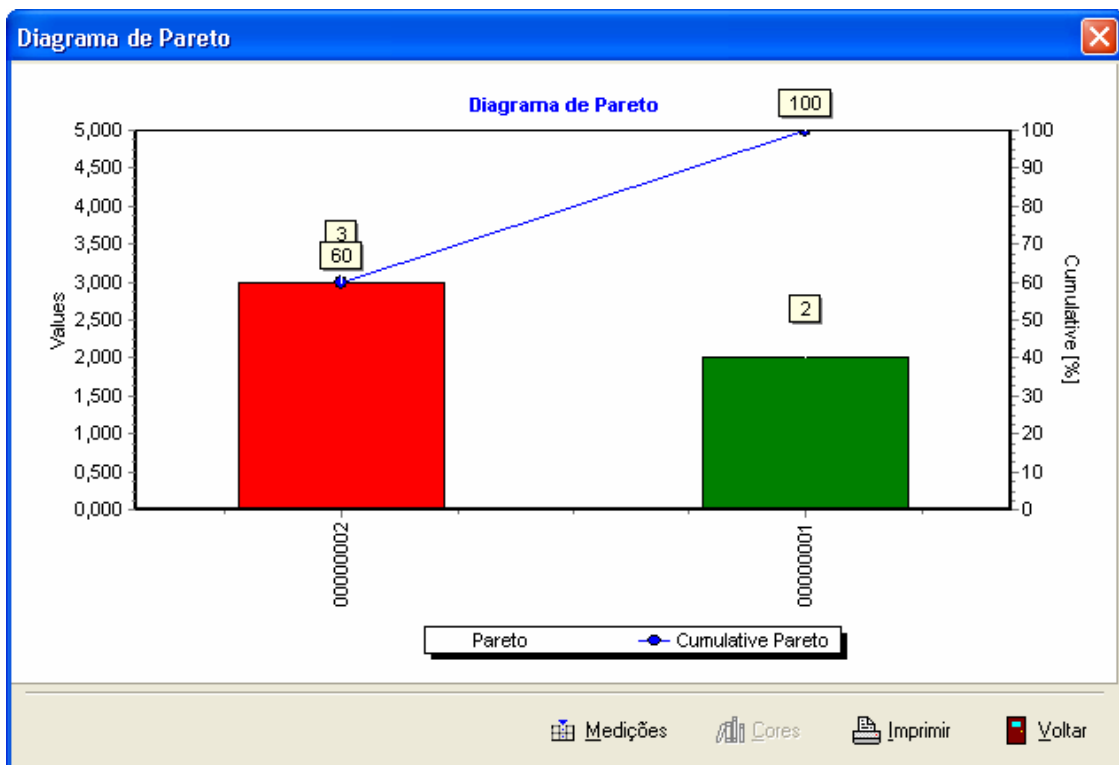 Diagrama de Pareto
Diagrama de Pareto
100
5,000
4,500
4,000
3,500
3,000
2,500
2,000
1,500
1,000
0,500
0,000
Values
3
60
2
100
90
80
70
60
50
40
30
20
10
0
Cumulative [%]
00000002
00000001
Pareto
Cumulative Pareto
Medições
Cores
Imprimir
Voltar